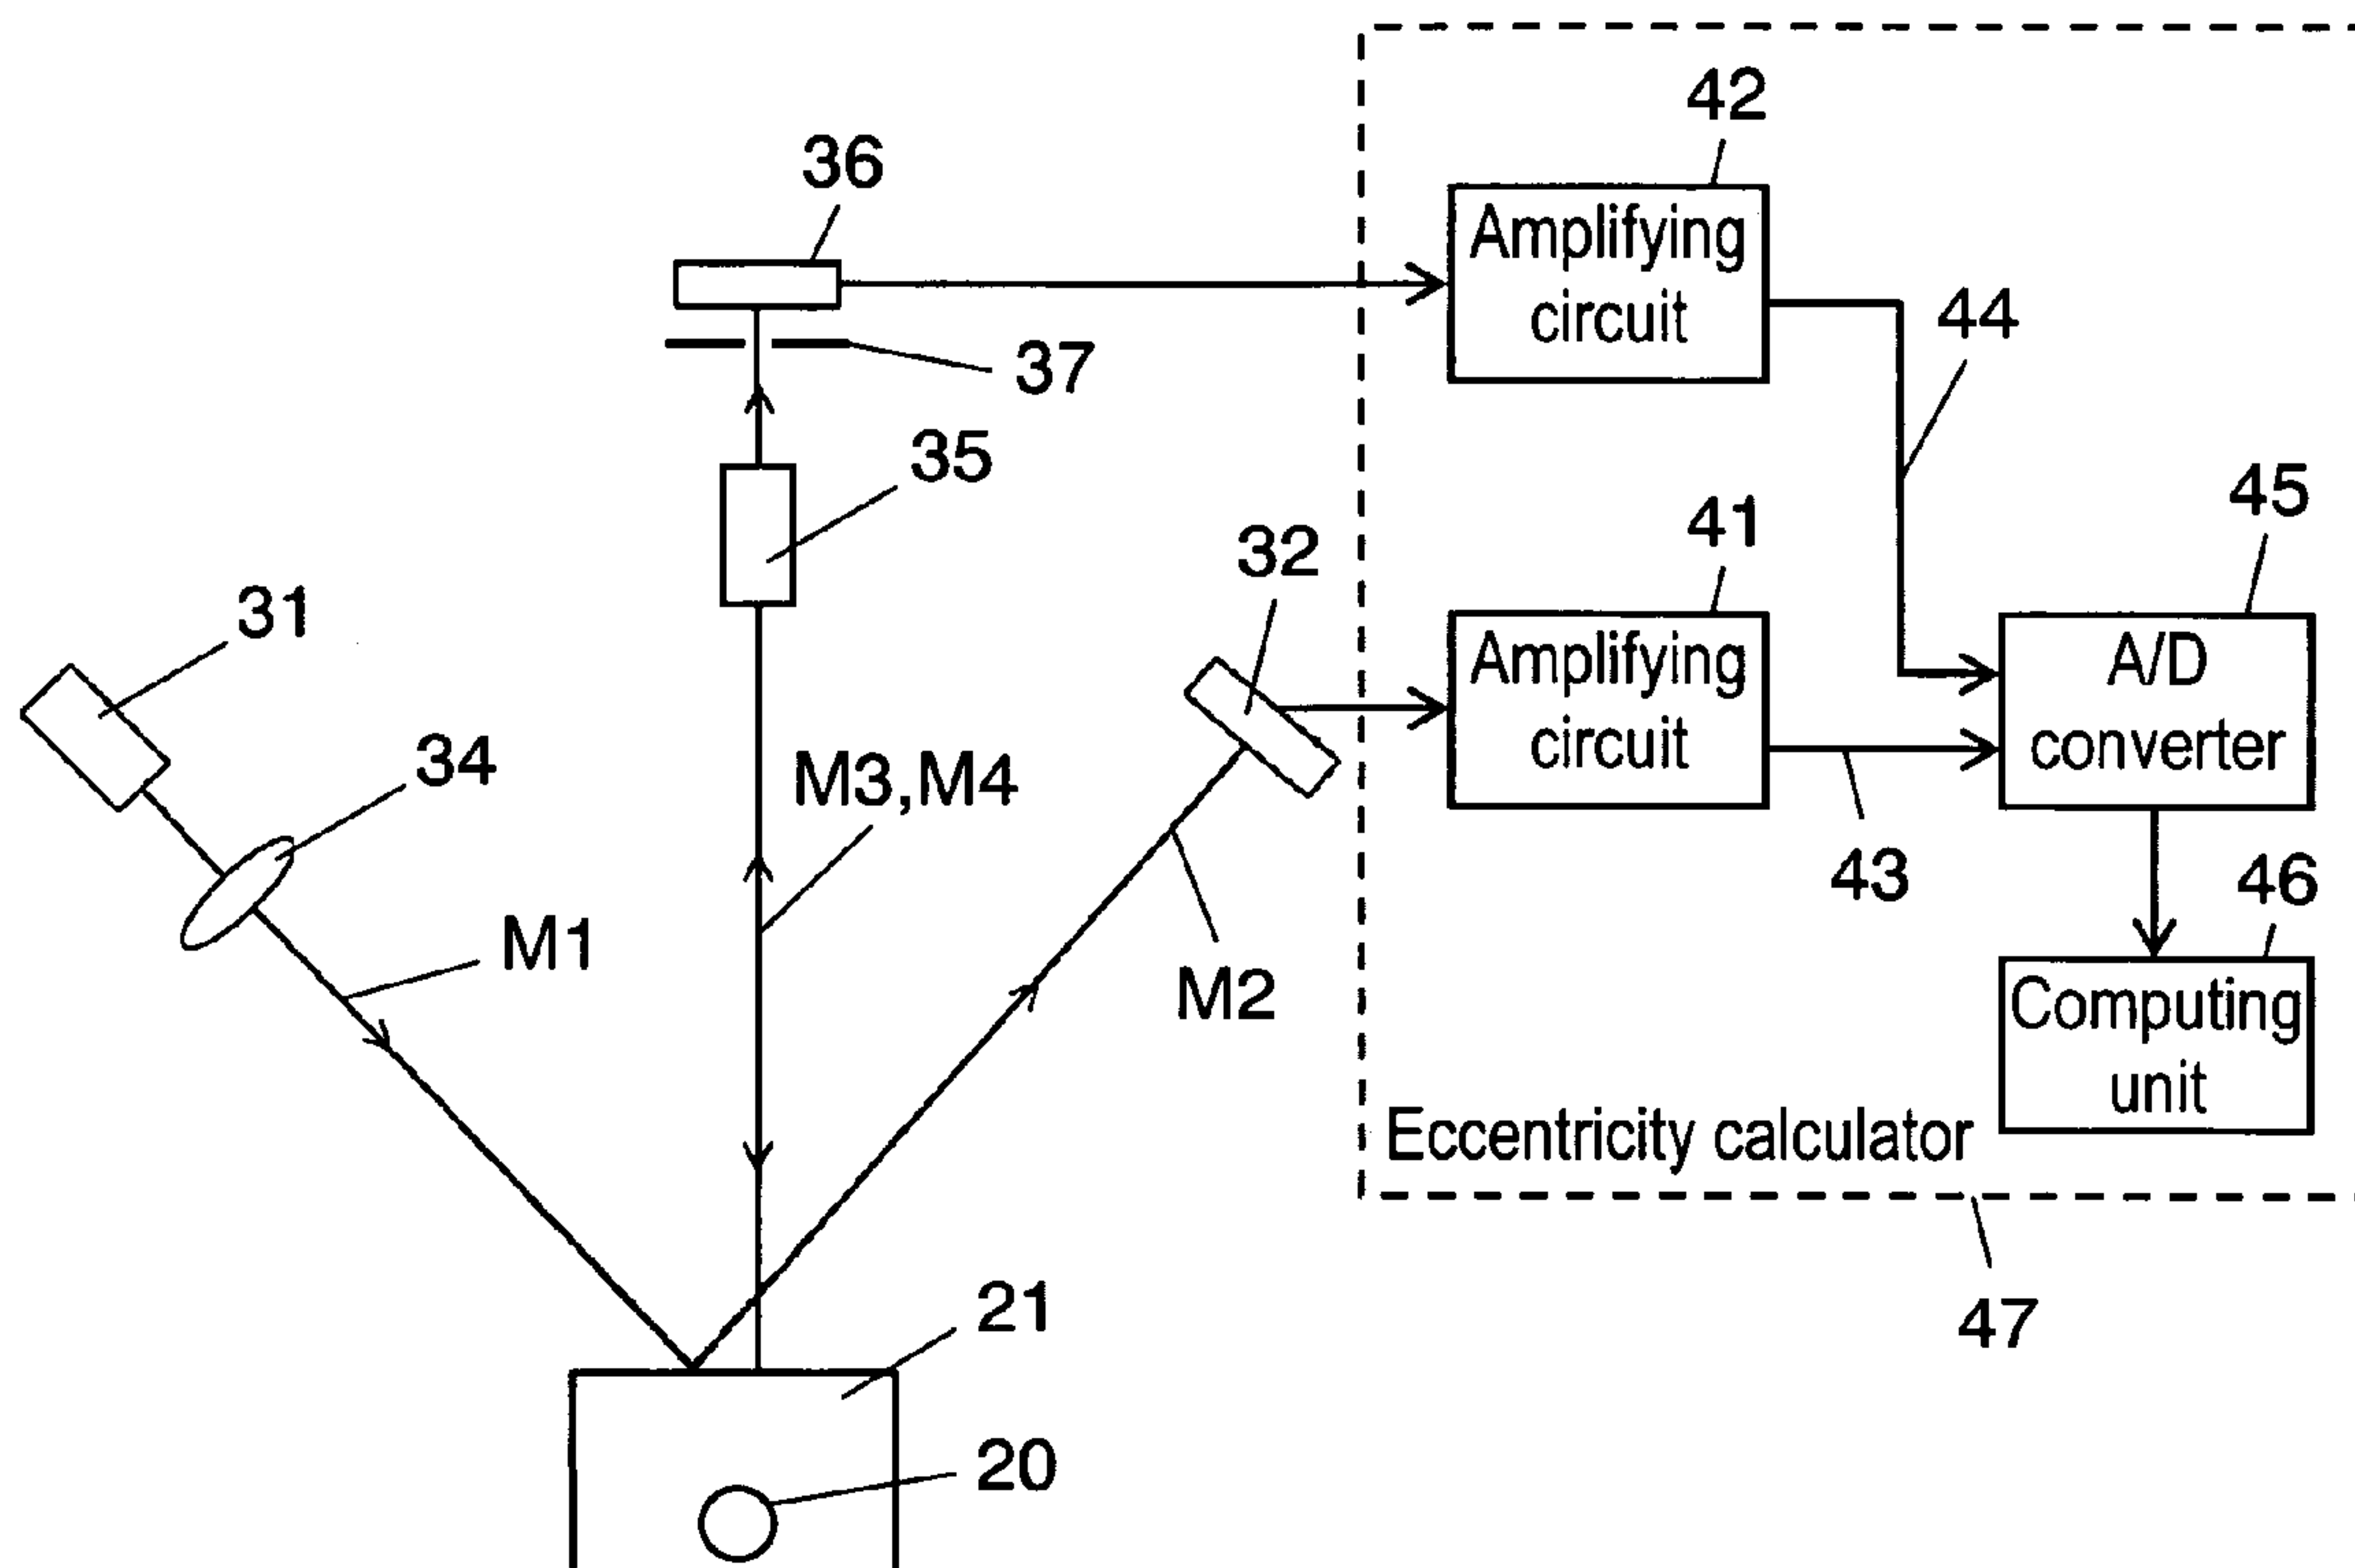 42
36
Amplifying
circuit
44
37
35
45
41
32
31
Amplifying
circuit
A/D
converter
34
M3,M4
43
46
M1
M2
Computing
unit
Eccentricity calculator
21
47
20